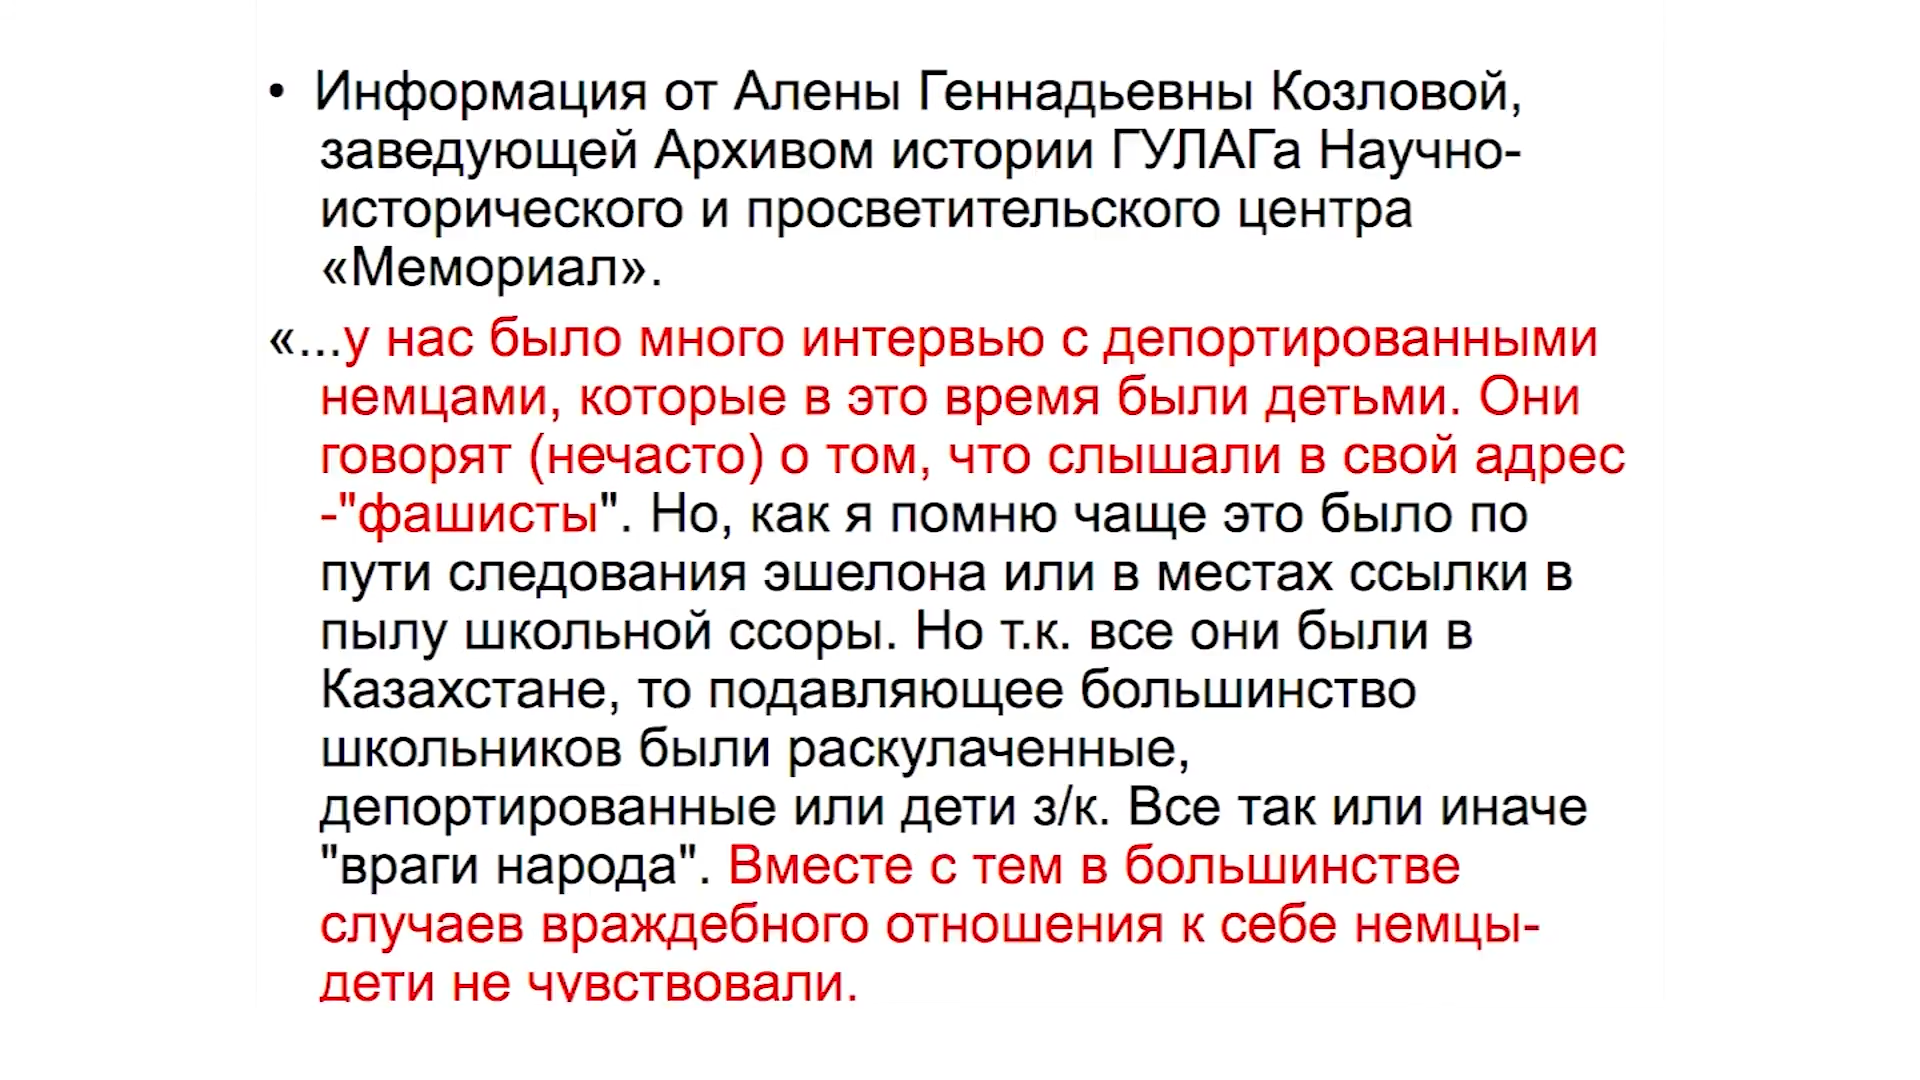 • Информация от Алены Геннадьевны Козловой,
заведующей Архивом истории ГУЛАГа Научно-
исторического и просветительского центра
«Мемориал».
«...у нас было много интервью с депортированными
немцами, которые в это время были детьми. Они
говорят (нечасто) о том, что слышали в свой адрес
-"фашисты". Но, как я помню чаще это было по
пути следования эшелона или в местах ссылки в
пылу школьной ссоры. Но т.к. все они были в
Казахстане, то подавляющее большинство
школьников были раскулаченные,
депортированные или дети з/к. Все так или иначе
"враги народа". Вместе с тем в большинстве
случаев враждебного отношения к себе немцы-
дети не чувствовали.